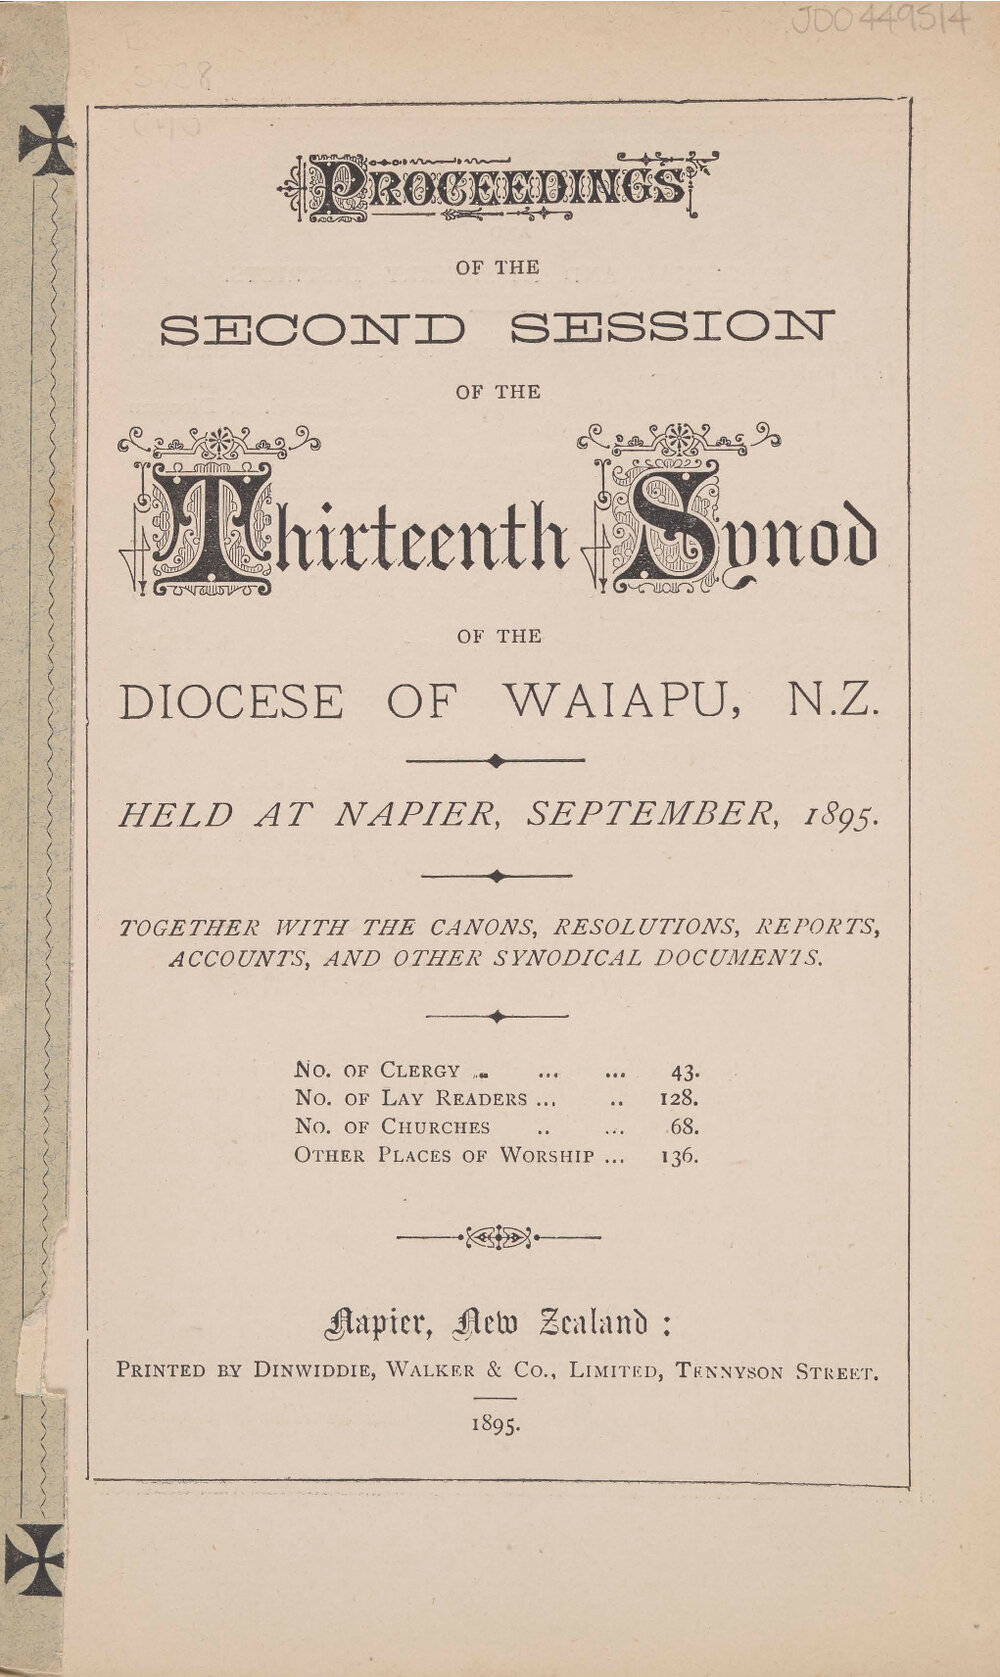 JDO044 9514
PROCEEDINGS
OF THE
SECOND SESSION
OF THE
Thirteenth Synod
OF THE
DIOCESE OF WAIAPU, N.Z.
HELD AT NAPIER, SEPTEMBER, 1895.
TOGETHER WITH THE CANONS, RESOLUTIONS, REPORTS,
ACCOUNTS, AND OTHER SYNODICAL DOCUMENTS.
NO. OF CLERGY ... ... ... 43.
NO. OF LAY READERS ... .. 128.
NO. OF CHURCHES .. ... 68.
OTHER PLACES OF WORSHIP ... 136.
Napier, New Zealand :
PRINTED BY DINWIDDIE, WALKER & CO., LIMITED, TENNYSON STREET.
1895.